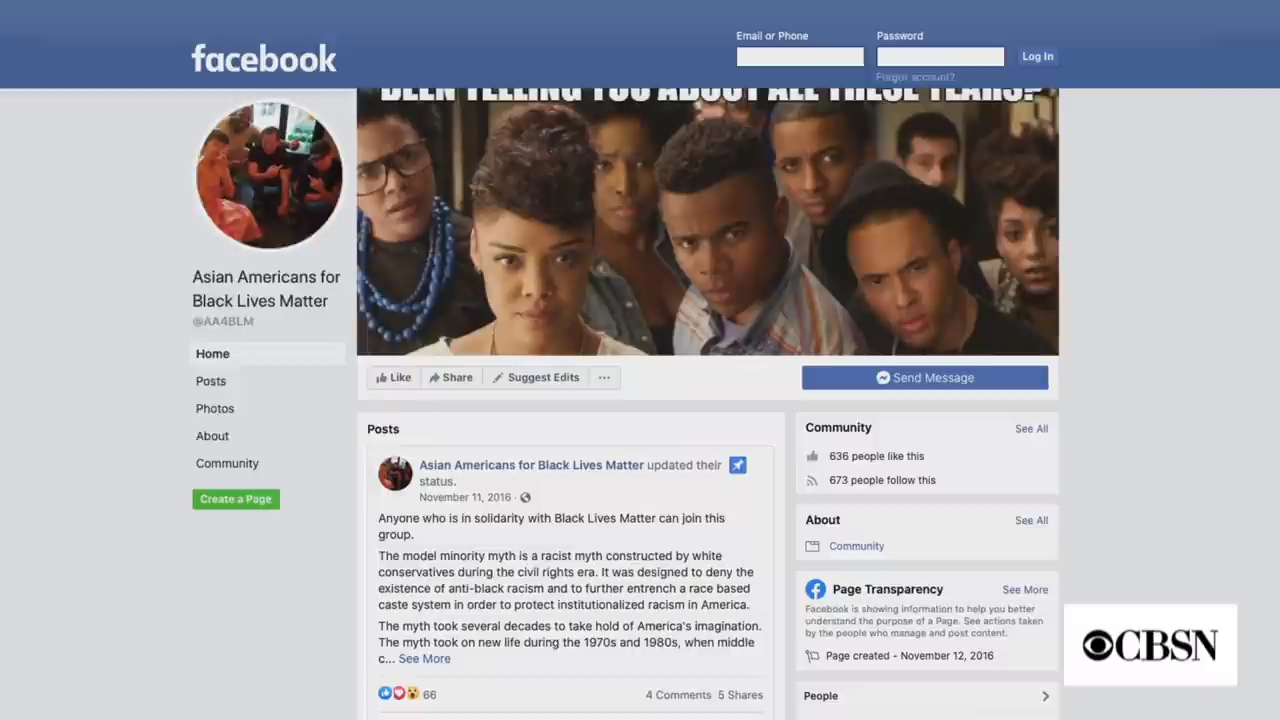 Email or Phone
Password
facebook
Log In
Forgot account?
BEEN TELLING YOU ABOUT ALL THESE YEARS?
Asian Americans for
Black Lives Matter
@AA4BLM
Home
Posts
Photos
About
Community
Create a Page
Like
Share
Suggest Edits
...
Send Message
Posts
Asian Americans for Black Lives Matter updated their
status.
November 11, 2016 ·
Anyone who is in solidarity with Black Lives Matter can join this
group.
The model minority myth is a racist myth constructed by white
conservatives during the civil rights era. It was designed to deny the
existence of anti-black racism and to further entrench a race based
caste system in order to protect institutionalized racism in America.
The myth took several decades to take hold of America's imagination.
The myth took on new life during the 1970s and 1980s, when middle
c... See More
66
4 Comments 5 Shares
Community
See All
636 people like this
673 people follow this
About
See All
Community
Page Transparency
See More
Facebook is showing information to help you better
understand the purpose of a Page. See actions taken
by the people who manage and post content.
Page created - November 12, 2016
People
CBSN